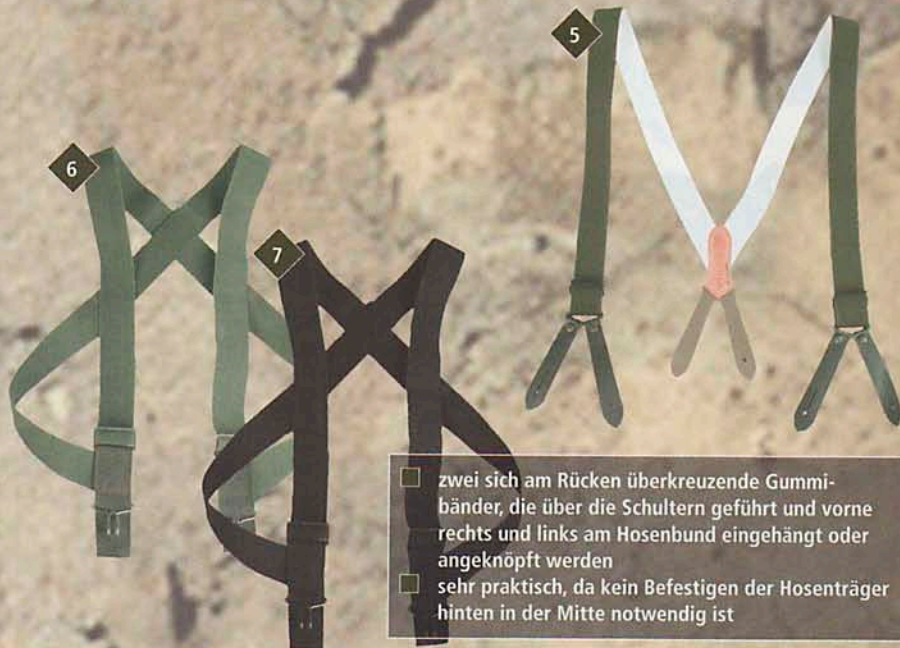 5
6
7
zwei sich am Rücken überkreuzende Gummi-
bänder, die über die Schultern geführt und vorne
rechts und links am Hosenbund eingehängt oder
angeknöpft werden
sehr praktisch, da kein Befestigen der Hosenträger
hinten in der Mitte notwendig ist